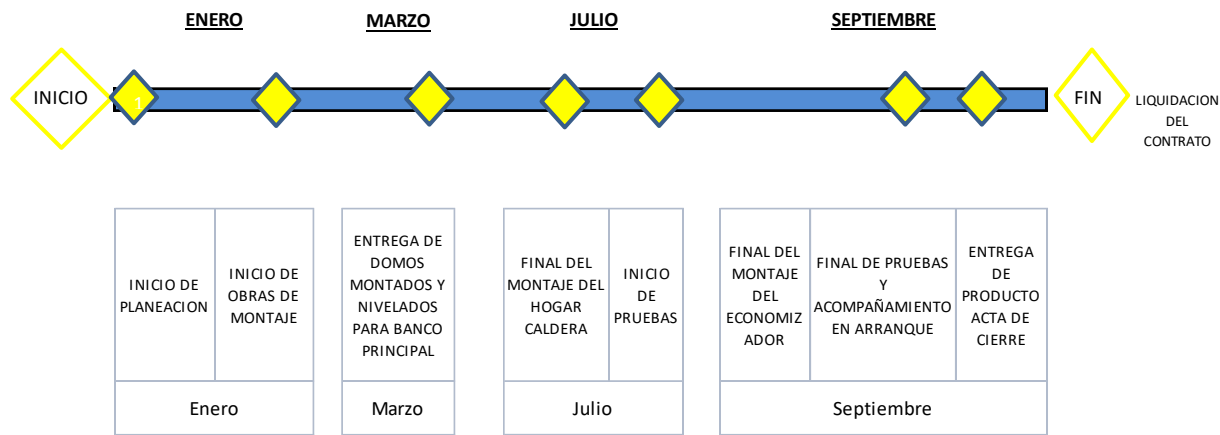 ENERO
MARZO
JULIO
SEPTIEMBRE
INICIO
1
FIN
LIQUIDACION
DEL
CONTRATO
INICIO DE
PLANEACION
INICIO DE
OBRAS DE
MONTAJE
ENTREGA DE
DOMOS
MONTADOS Y
NIVELADOS
PARA BANCO
PRINCIPAL
FINAL DEL
MONTAJE DEL
HOGAR
CALDERA
INICIO
DE
PRUEBAS
FINAL DEL
MONTAJE
DEL
ECONOMIZ
ADOR
FINAL DE PRUEBAS
Y
ACOMPAÑAMIENTO
EN ARRANQUE
ENTREGA
DE
PRODUCTO
ACTA DE
CIERRE
Enero
Marzo
Julio
Septiembre